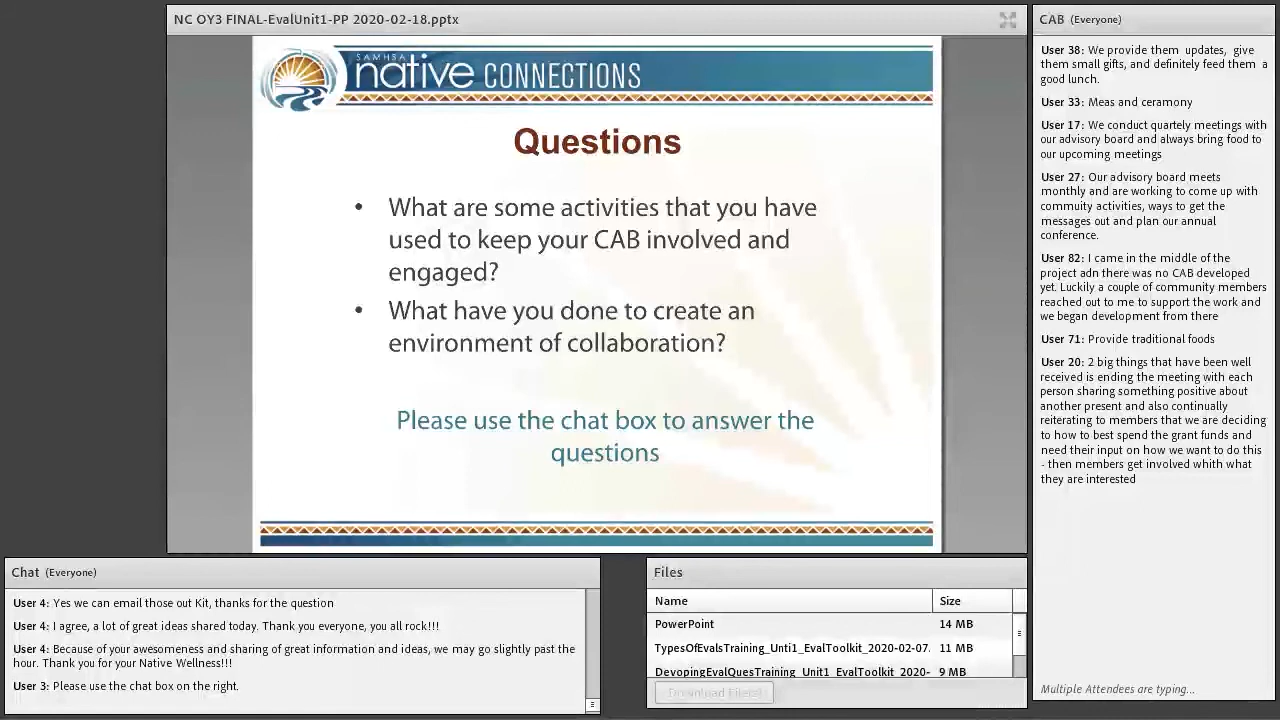 NC OY3 FINAL-EvalUnit1-PP 2020-02-18.pptx
SAMHSA
native CONNECTIONS
Questions
• What are some activities that you have
used to keep your CAB involved and
engaged?
• What have you done to create an
environment of collaboration?
Please use the chat box to answer the
questions
CAB (Everyone)
User 38: We provide them updates, give
them small gifts, and definitely feed them a
good lunch.
User 33: Meas and ceramony
User 17: We conduct quartely meetings with
our advisory board and always bring food to
our upcoming meetings
User 27: Our advisory board meets
monthly and are working to come up with
commuity activities, ways to get the
messages out and plan our annual
conference.
User 82: I came in the middle of the
project adn there was no CAB developed
yet. Luckily a couple of community members
reached out to me to support the work and
we began development from there
User 71: Provide traditional foods
User 20: 2 big things that have been well
received is ending the meeting with each
person sharing something positive about
another present and also continually
reiterating to members that we are deciding
to how to best spend the grant funds and
need their input on how we want to do this
- then members get involved whith what
they are interested
Multiple Attendees are typing...
Chat (Everyone)
User 4: Yes we can email those out Kit, thanks for the question
User 4: I agree, a lot of great ideas shared today. Thank you everyone, you all rock!!!
User 4: Because of your awesomeness and sharing of great information and ideas, we may go slightly past the
hour. Thank you for your Native Wellness!!!
User 3: Please use the chat box on the right.
Files
Name Size
PowerPoint 14 MB
TypesOfEvalsTraining_Unti1_EvalToolkit_2020-02-07. 11 MB
DevopingEvalQuesTraining_Unit1_EvalToolkit_2020- 9 MB
Download File(s)